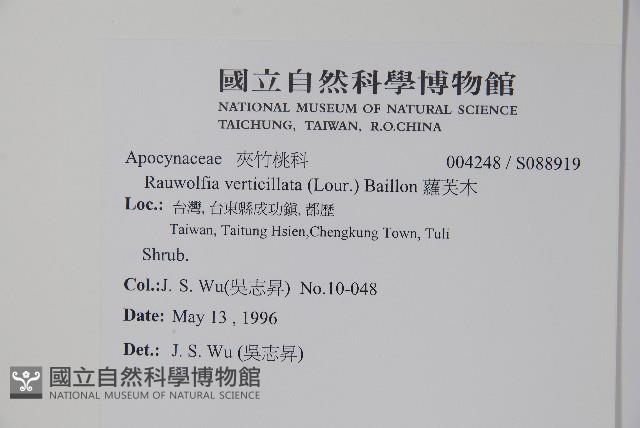 國立自然科學博物館
NATIONAL MUSEUM OF NATURAL SCIENCE
TAICHUNG, TAIWAN, R.O.CHINA
Apocynaceae 夾竹桃科 004248 / S088919
Rauwolfia verticillata (Lour.) Baillon 蘿芙木
Loc.: 台灣, 台東縣成功鎮, 都歷
Taiwan, Taitung Hsien,Chengkung Town, Tuli
Shrub.
Col.:J. S. Wu(吳志昇) No.10-048
Date: May 13 , 1996
Det.: J. S. Wu (吳志昇)
國立自然科學博物館
NATIONAL MUSEUM OF NATURAL SCIENCE